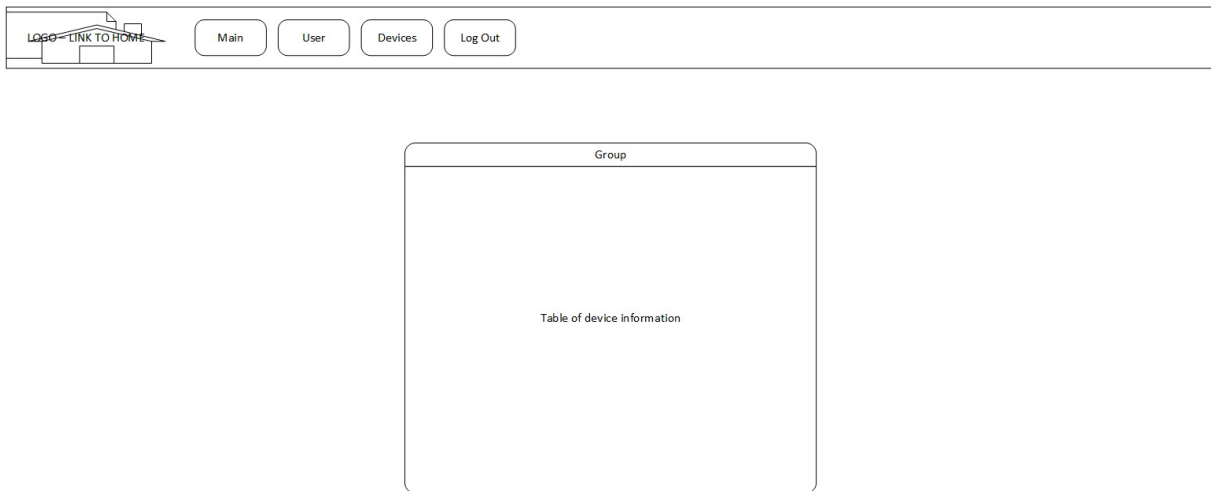 LOGO – LINK TO HOME
Main
User
Devices
Log Out
Group
Table of device information